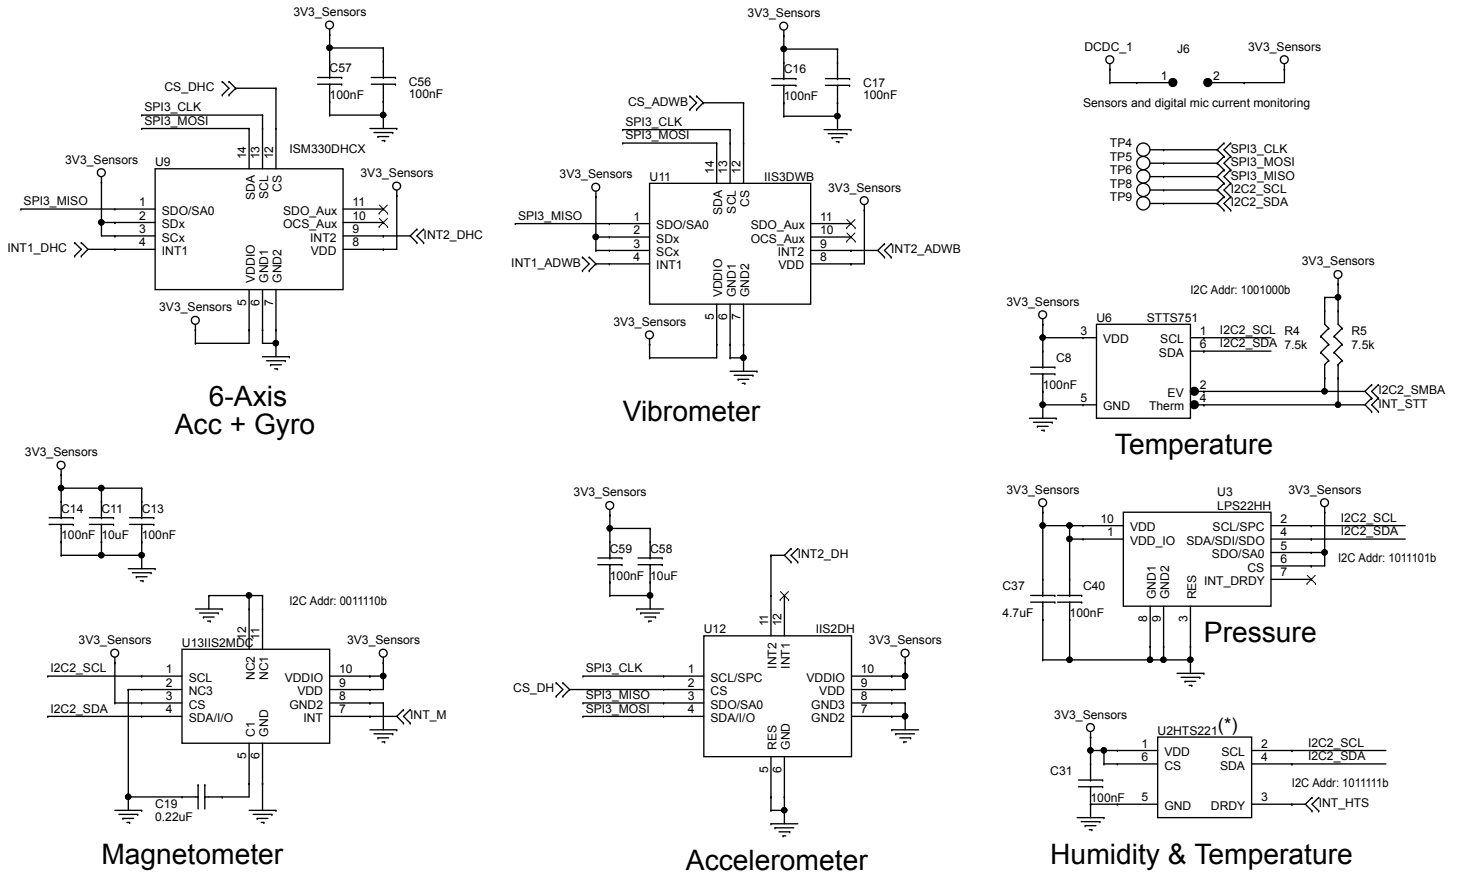 3V3_Sensors
C57
100nF
C56
100nF
CS_DHC
SPI3_CLK
SPI3_MOSI
14
13
12
ISM330DHCX
3V3_Sensors
U9
3V3_Sensors
SDA
SCL
CS
SPI3_MISO
1
SDO/SA0
2
SDx
3
SCx
INT1_DHC
4
INT1
SDO_Aux
11
OCS_Aux
10
INT2
9
INT2_DHC
VDD
8
VDDIO
GND1
GND2
5
6
7
3V3_Sensors
6-Axis
Acc + Gyro
3V3_Sensors
C16
100nF
C17
100nF
CS_ADWB
SPI3_CLK
SPI3_MOSI
14
13
12
3V3_Sensors
U11
IIS3DWB
3V3_Sensors
SDA
SCL
CS
SPI3_MISO
1
SDO/SA0
2
SDx
3
SCx
INT1_ADWB
4
INT1
SDO_Aux
11
OCS_Aux
10
INT2
9
INT2_ADWB
VDD
8
VDDIO
GND1
GND2
5
6
7
3V3_Sensors
Vibrometer
DCDC_1
J6
3V3_Sensors
1
2
Sensors and digital mic current monitoring
TP4
SPI3_CLK
TP5
SPI3_MOSI
TP6
SPI3_MISO
TP8
I2C2_SCL
TP9
I2C2_SDA
3V3_Sensors
I2C Addr: 1001000b
3V3_Sensors
U6
STTS751
3
VDD
SCL
1
I2C2_SCL
SDA
6
I2C2_SDA
R4
7.5k
R5
7.5k
C8
100nF
EV
2
I2C2_SMBA
5
GND
Therm
4
INT_STT
Temperature
3V3_Sensors
C14
100nF
C11
10uF
C13
100nF
I2C Addr: 0011110b
12
11
3V3_Sensors
U13IIS2MDC
3V3_Sensors
NC2
NC1
I2C2_SCL
1
SCL
2
NC3
3
CS
I2C2_SDA
4
SDA/I/O
VDDIO
10
VDD
9
GND2
8
INT
7
INT_M
C1
GND
5
6
C19
0.22uF
Magnetometer
3V3_Sensors
C59
100nF
C58
10uF
INT2_DH
11
12
U12
IIS2DH
3V3_Sensors
INT2
INT1
SPI3_CLK
1
SCL/SPC
CS_DH
2
CS
SPI3_MISO
3
SDO/SA0
SPI3_MOSI
4
SDA/I/O
VDDIO
10
VDD
9
GND3
8
GND2
7
RES
GND
5
6
Accelerometer
3V3_Sensors
U3
LPS22HH
3V3_Sensors
10
VDD
1
VDD_IO
SCL/SPC
2
I2C2_SCL
SDA/SDI/SDO
4
I2C2_SDA
SDO/SA0
5
CS
6
I2C Addr: 1011101b
INT_DRDY
7
GND1
GND2
RES
C37
4.7uF
C40
100nF
8
9
3
Pressure
3V3_Sensors
U2HTS221(*)
1
VDD
6
CS
SCL
2
I2C2_SCL
SDA
4
I2C2_SDA
C31
100nF
I2C Addr: 1011111b
5
GND
DRDY
3
INT_HTS
Humidity & Temperature